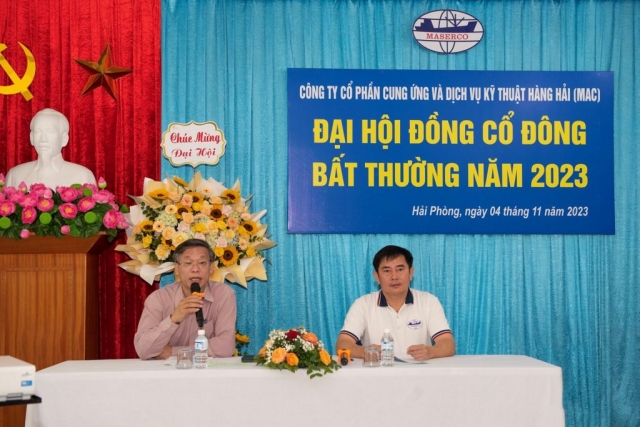 MASERCO
CÔNG TY CỔ PHẦN CUNG ỨNG VÀ DỊCH VỤ KỸ THUẬT HÀNG HẢI (MAC)
ĐẠI HỘI ĐỒNG CỔ ĐÔNG
BẤT THƯỜNG NĂM 2023
Hải Phòng, ngày 04 tháng 11 năm 2023
Chúc Mừng
Đại Hội